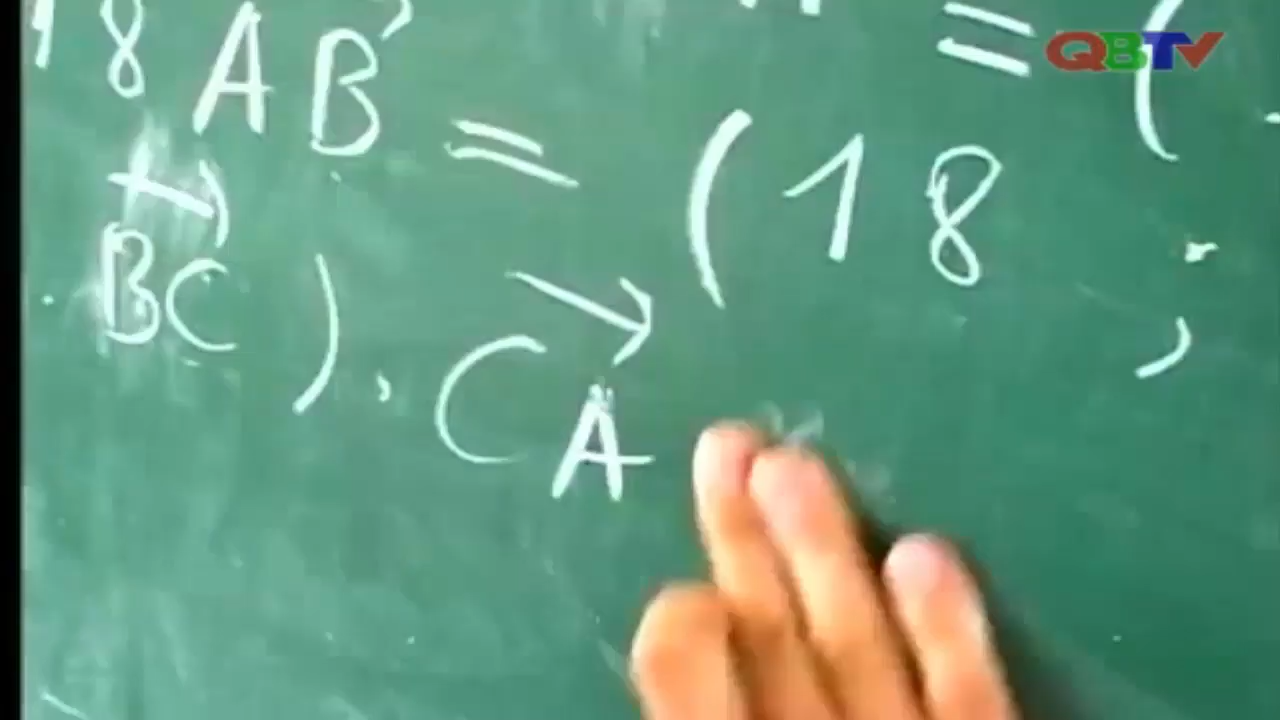 = (
QBTV
18 AB = (18 ;
BC ) . CA